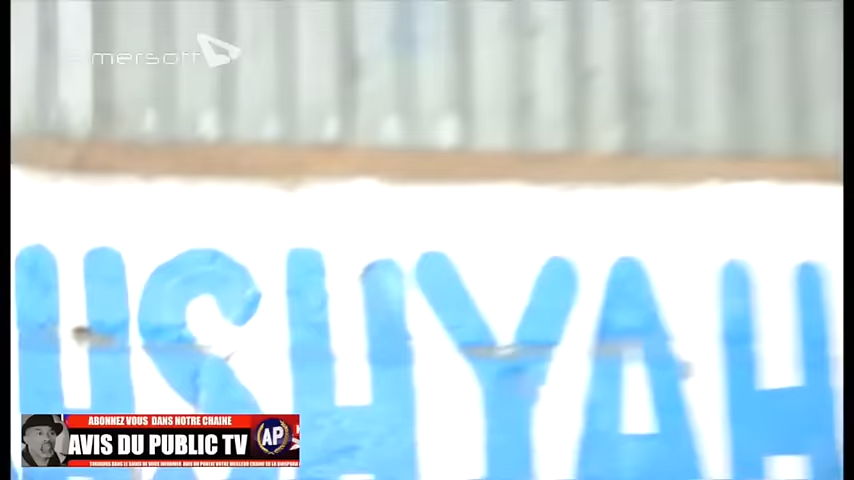 amersoft
USHYAH
ABONNEZ VOUS DANS NOTRE CHAINE
AVIS DU PUBLIC TV
AP